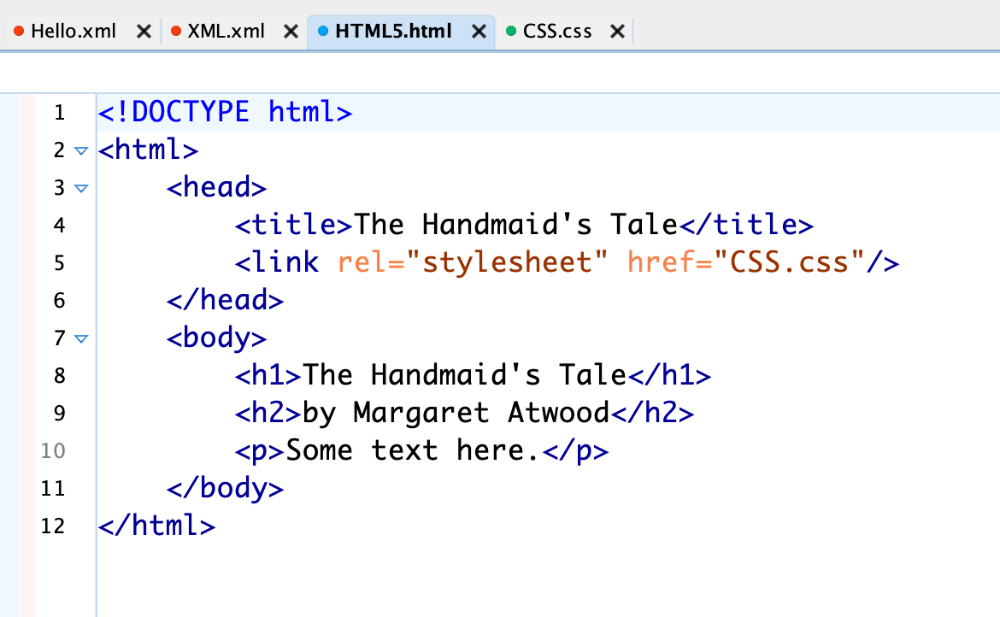 Hello.xml XML.xml HTML5.html CSS.css
1 <!DOCTYPE html>
2 <html>
3     <head>
4         <title>The Handmaid's Tale</title>
5         <link rel="stylesheet" href="CSS.css"/>
6     </head>
7     <body>
8         <h1>The Handmaid's Tale</h1>
9         <h2>by Margaret Atwood</h2>
10         <p>Some text here.</p>
11     </body>
12 </html>